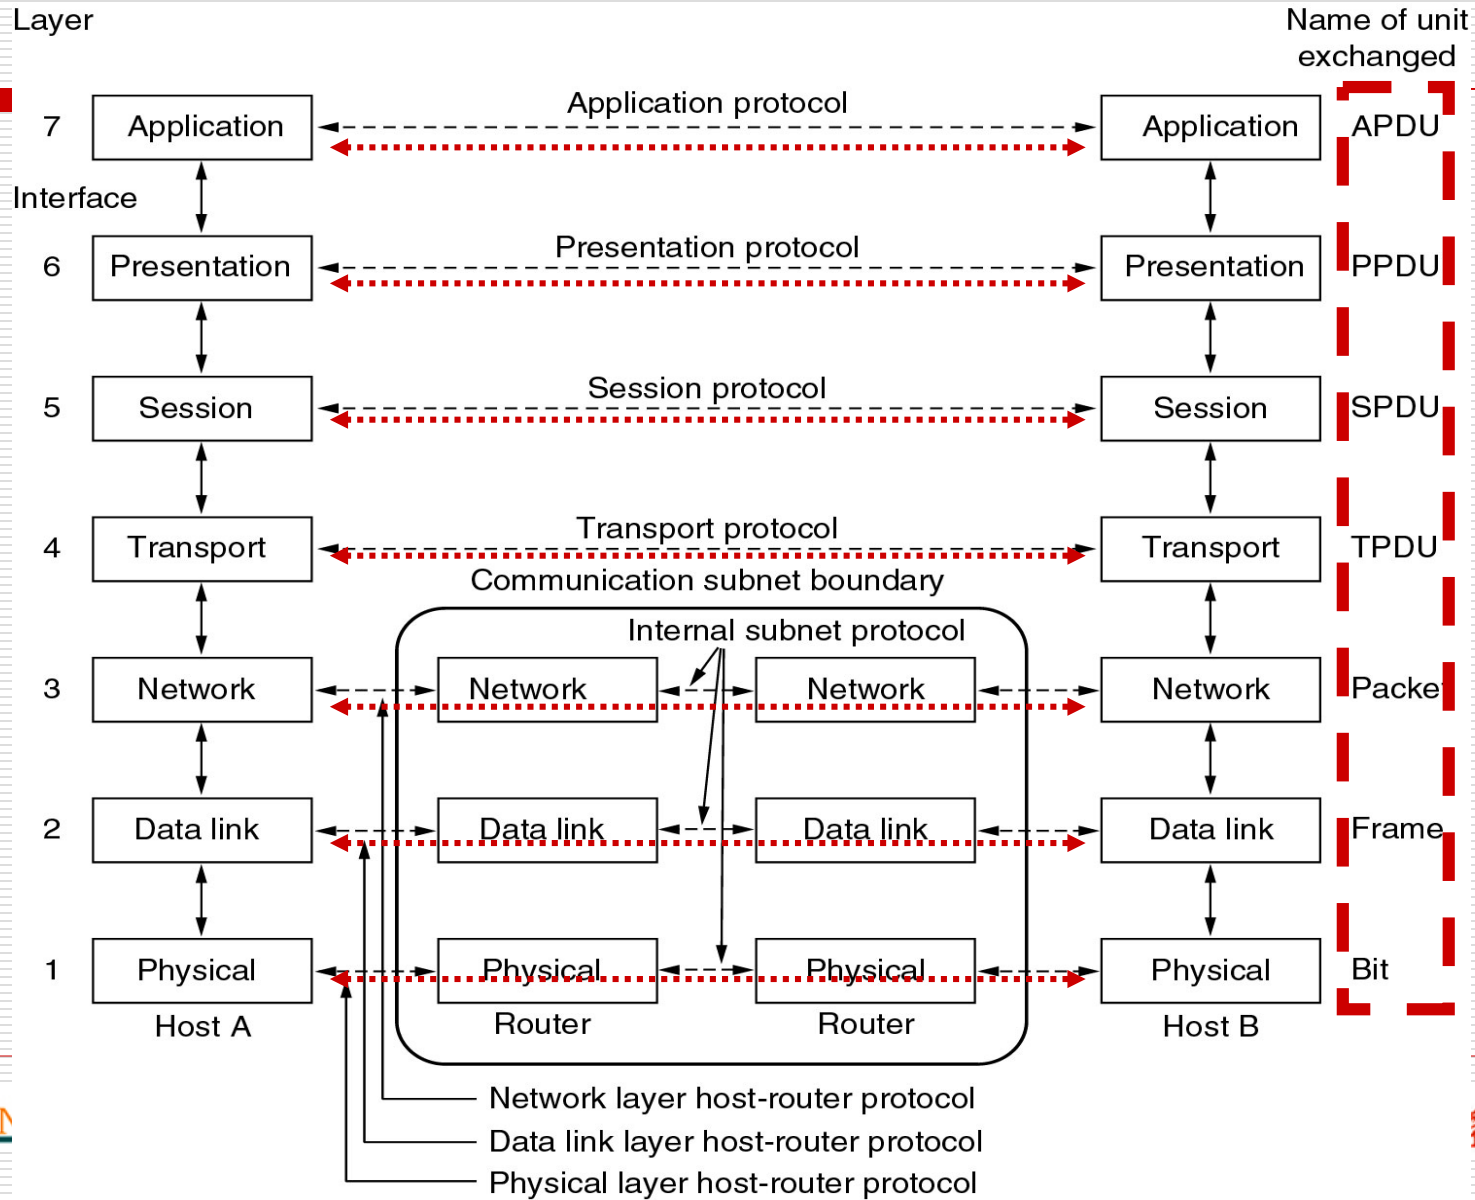 Layer
Name of unit
exchanged
Application protocol
7 Application Application APDU
Interface
Presentation protocol
6 Presentation Presentation PPDU
Session protocol
5 Session Session SPDU
Transport protocol
4 Transport Transport TPDU
Communication subnet boundary
Internal subnet protocol
3 Network Network Network Network Packet
2 Data link Data link Data link Data link Frame
1 Physical Physical Physical Physical Bit
Host A Router Router Host B
Network layer host-router protocol
Data link layer host-router protocol
Physical layer host-router protocol